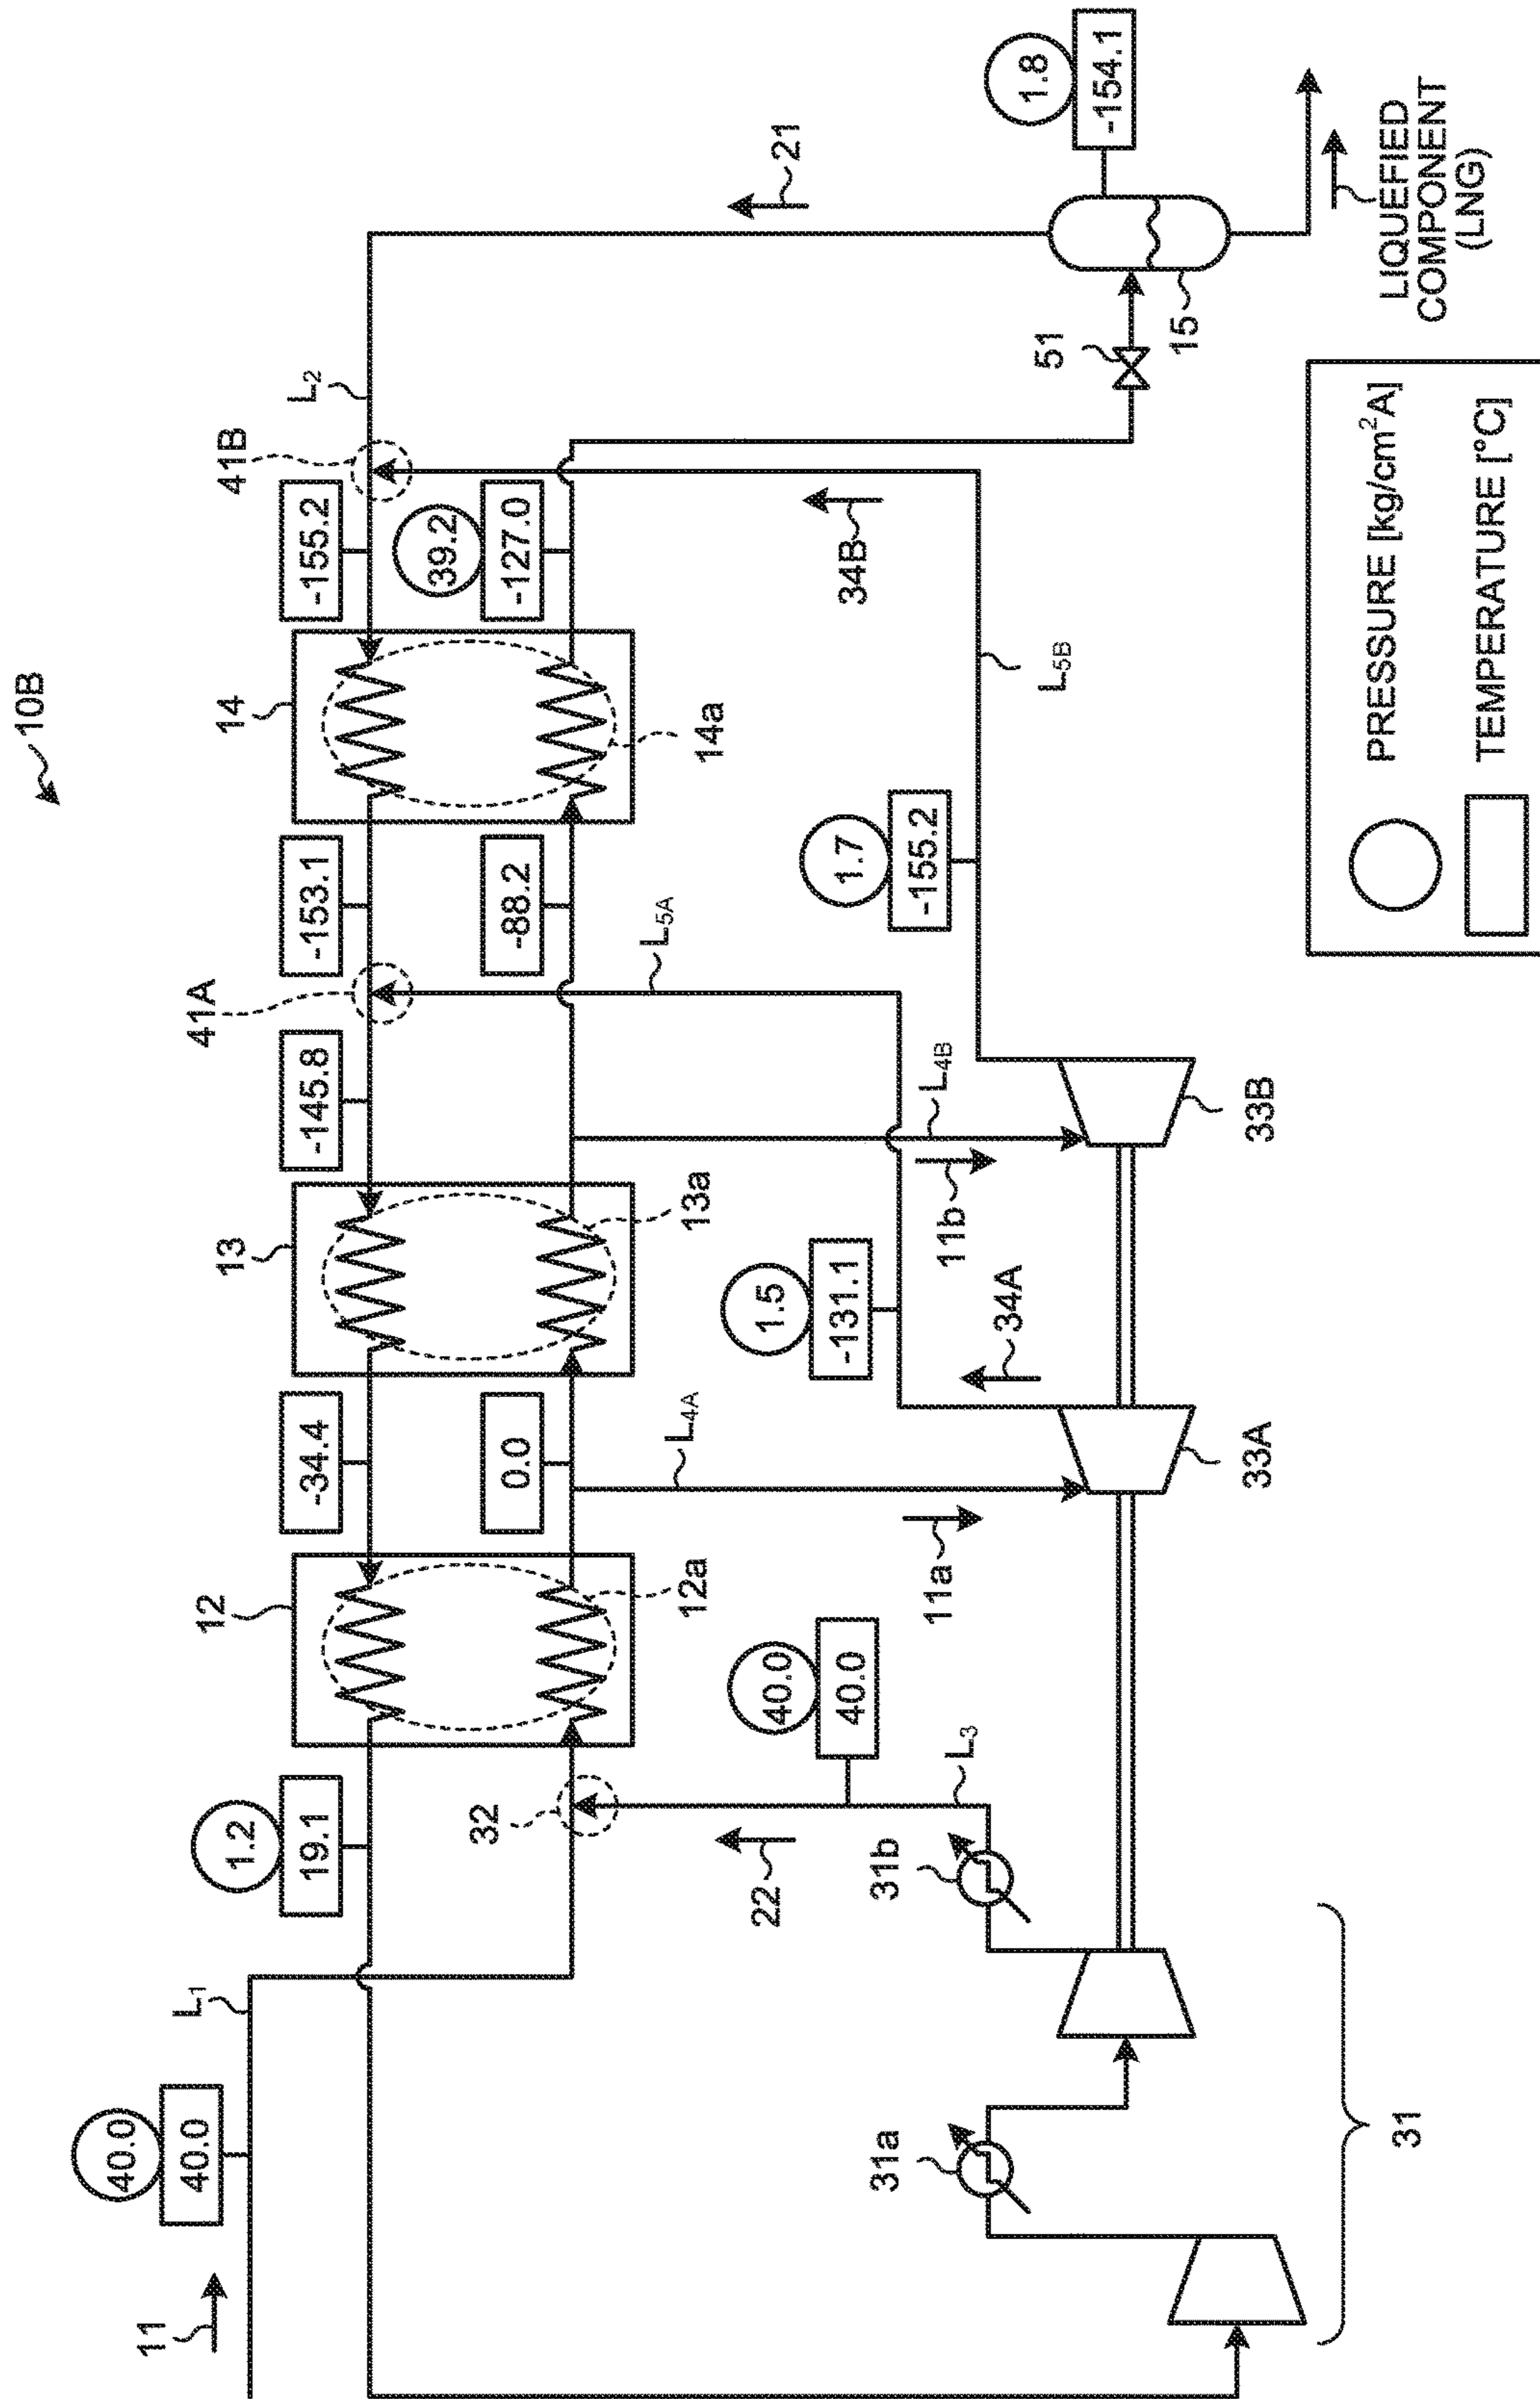 10B
11
40.0
40.0
L1
1.2
19.1
12
-34.4
13
-145.8
41A
-153.1
14
-155.2
41B
L2
39.2
-127.0
21
1.8
-154.1
32
12a
0.0
13a
-88.2
14a
22
40.0
40.0
L3
L4A
11a
1.5
-131.1
34A
L5A
11b
L4B
1.7
-155.2
34B
L5B
51
15
31a
31b
31
33A
33B
LIQUEFIED
COMPONENT
(LNG)
PRESSURE [kg/cm²A]
TEMPERATURE [°C]